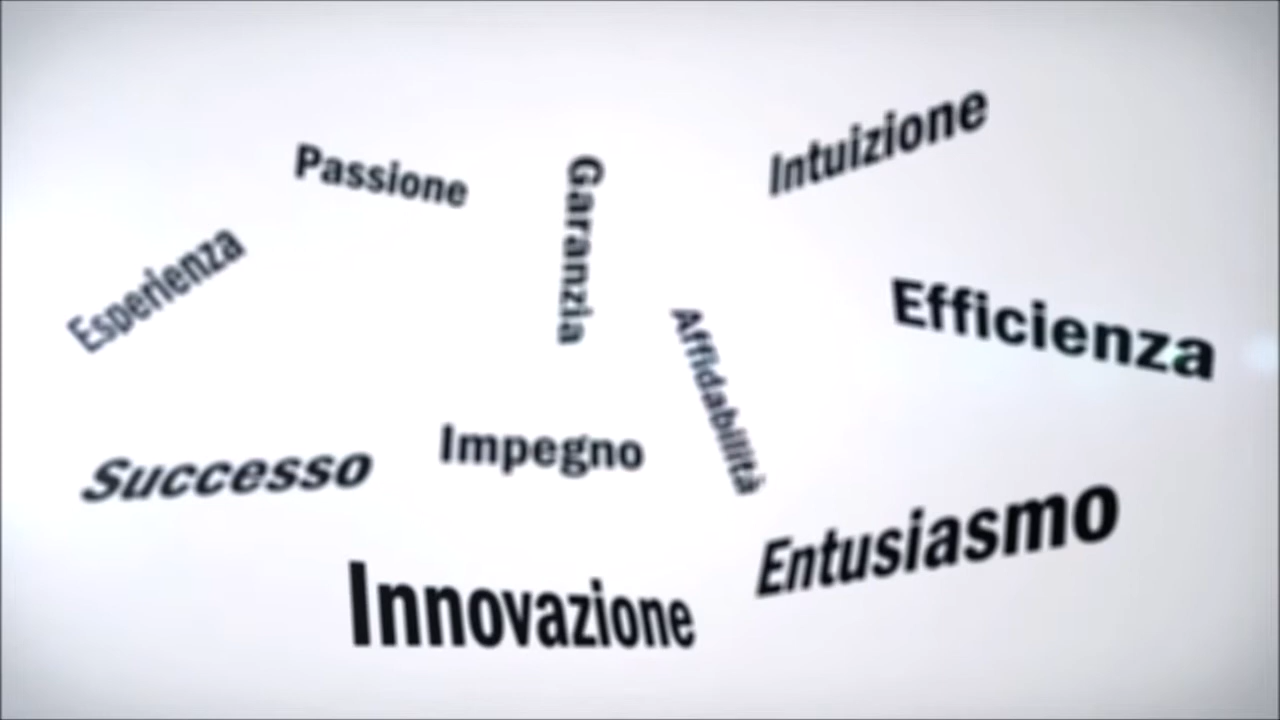 Intuizione
Passione
Garanzia
Esperienza
Efficienza
Affidabilità
Impegno
Successo
Entusiasmo
Innovazione